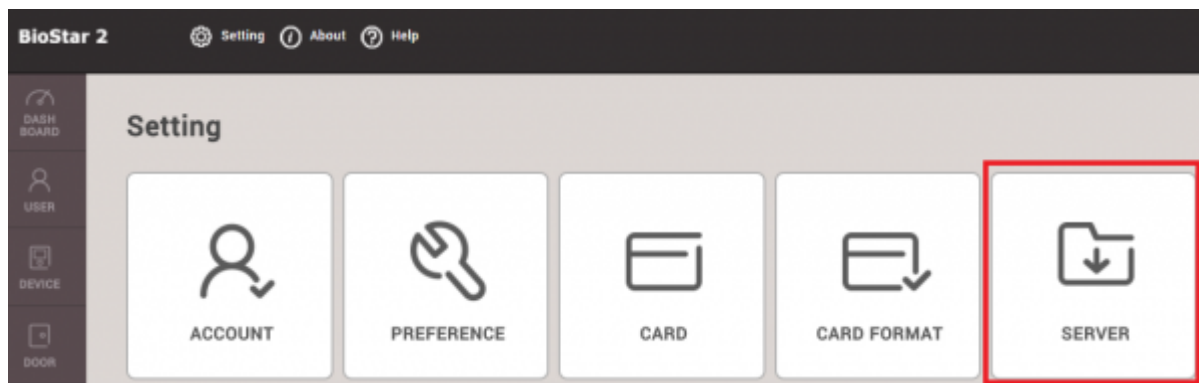 BioStar 2
Setting About Help
DASH
BOARD
USER
DEVICE
DOOR
Setting
ACCOUNT
PREFERENCE
CARD
CARD FORMAT
SERVER